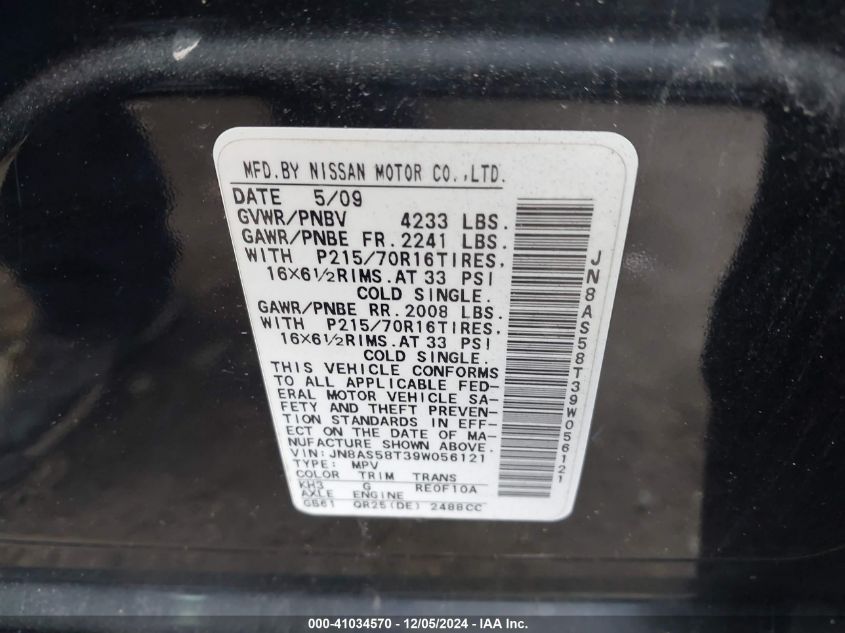 MFD.BY NISSAN MOTOR CO.,LTD.
DATE 5/09
GVWR/PNBV 4233 LBS.
GAWR/PNBE FR.2241 LBS.
WITH P215/70R16TIRES.
16X6½RIMS.AT 33 PSI
COLD SINGLE.
GAWR/PNBE RR.2008 LBS.
WITH P215/70R16TIRES.
16X6½RIMS.AT 33 PSI
COLD SINGLE.
THIS VEHICLE CONFORMS
TO ALL APPLICABLE FED-
ERAL MOTOR VEHICLE SA-
FETY AND THEFT PREVEN-
TION STANDARDS IN EFF-
ECT ON THE DATE OF MA-
NUFACTURE SHOWN ABOVE.
VIN:JN8AS58T39W056121
TYPE: MPV
COLOR TRIM TRANS
KH3 G RE0F10A
AXLE ENGINE
GB61 QR25(DE) 2488CC
JN8AS58T39W056121
000-41034570 - 12/05/2024 - IAA Inc.